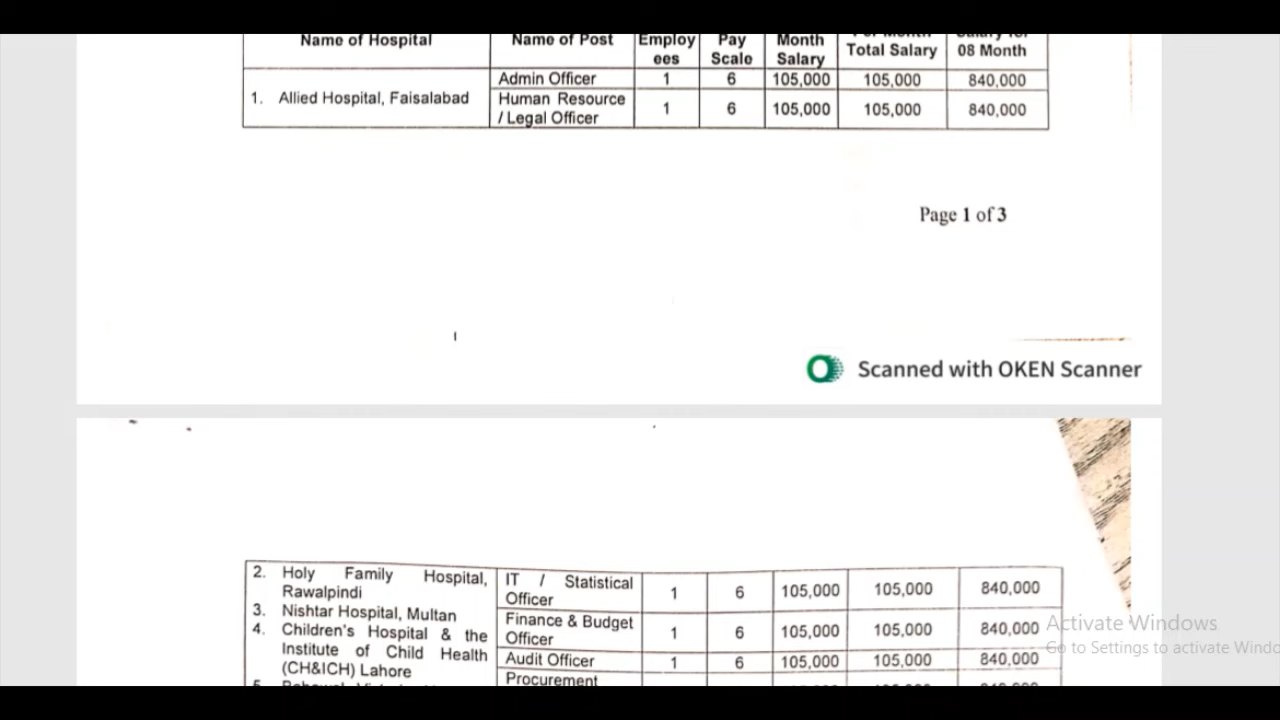 Name of Hospital
Name of Post
Employ
ees
Pay
Scale
Month
Salary
Per Month
Total Salary
Salary for
08 Month
1. Allied Hospital, Faisalabad
Admin Officer
1
6
105,000
105,000
840,000
Human Resource
/ Legal Officer
1
6
105,000
105,000
840,000
Page 1 of 3
Scanned with OKEN Scanner
2. Holy Family Hospital,
Rawalpindi
3. Nishtar Hospital, Multan
4. Children's Hospital & the
Institute of Child Health
(CH&ICH) Lahore
IT / Statistical
Officer
1
6
105,000
105,000
840,000
Finance & Budget
Officer
1
6
105,000
105,000
840,000
Audit Officer
1
6
105,000
105,000
840,000
Procurement
Activate Windows
Go to Settings to activate Windo